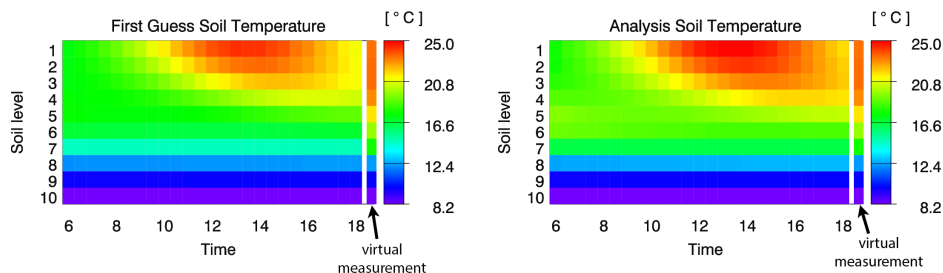 First Guess Soil Temperature
[ ° C ]
Soil level
1
2
3
4
5
6
7
8
9
10
6 8 10 12 14 16 18
Time
25.0
20.8
16.6
12.4
8.2
virtual
measurement
Analysis Soil Temperature
[ ° C ]
Soil level
1
2
3
4
5
6
7
8
9
10
6 8 10 12 14 16 18
Time
25.0
20.8
16.6
12.4
8.2
virtual
measurement